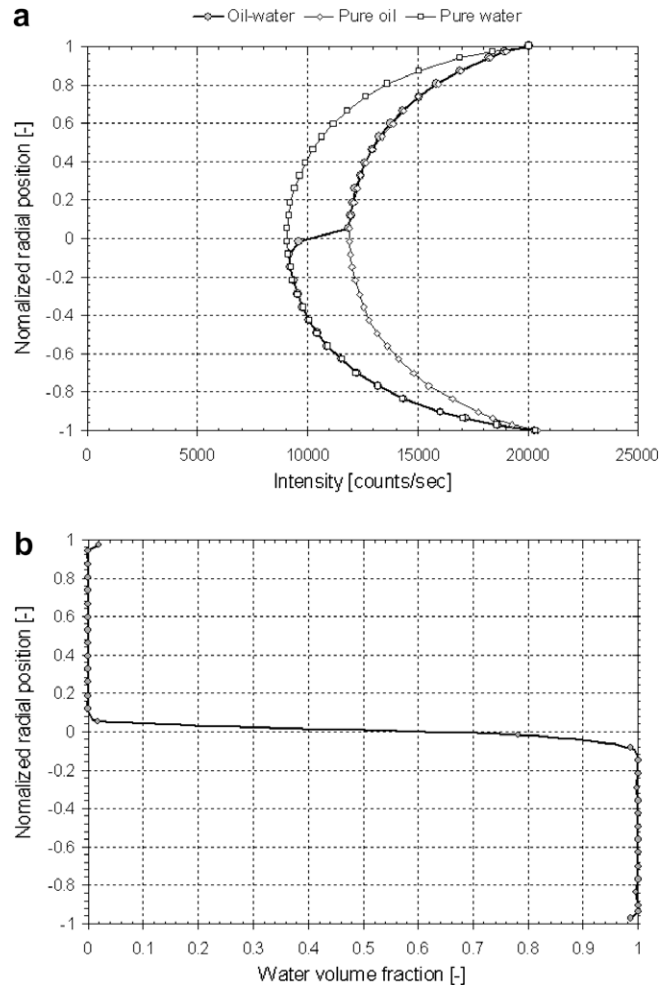 a
Oil-water Pure oil Pure water
1
0.8
0.6
0.4
0.2
0
-0.2
-0.4
-0.6
-0.8
-1
Nomalized radial position [-]
0 5000 10000 15000 20000 25000
Intensity [counts/sec]
b
1
0.8
0.6
0.4
0.2
0
-0.2
-0.4
-0.6
-0.8
-1
Nomalized radial position [-]
0 0.1 0.2 0.3 0.4 0.5 0.6 0.7 0.8 0.9 1
Water volume fraction [-]